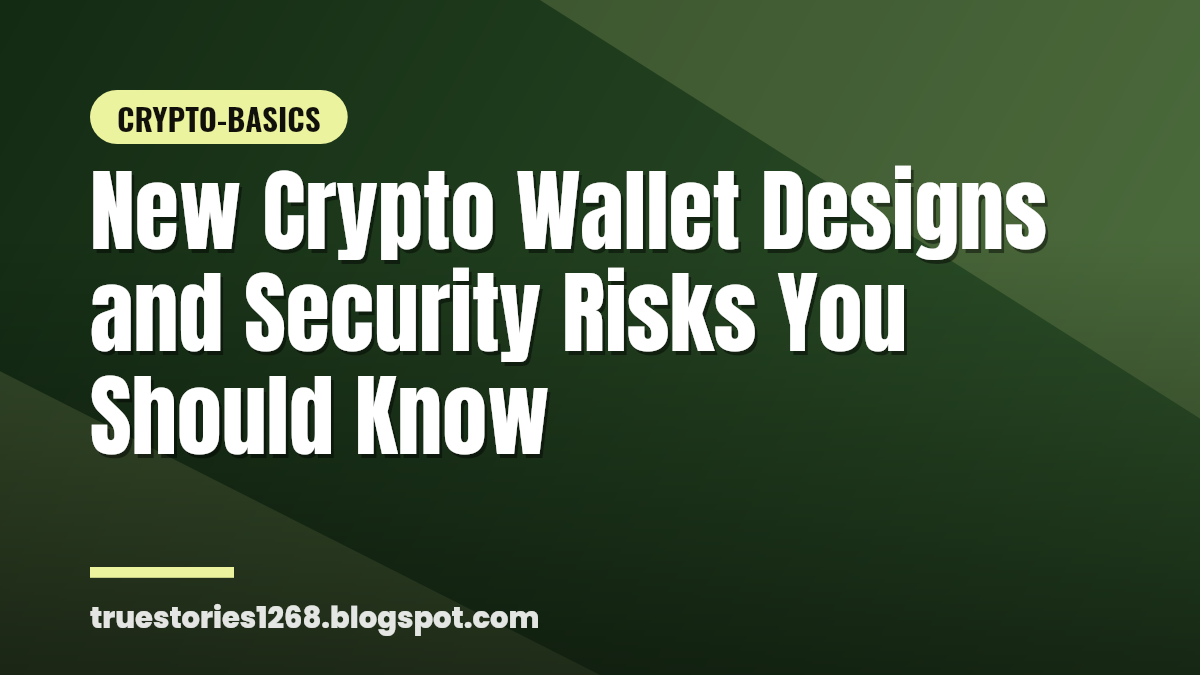 CRYPTO-BASICS
New Crypto Wallet Designs
and Security Risks You
Should Know
truestories1268.blogspot.com